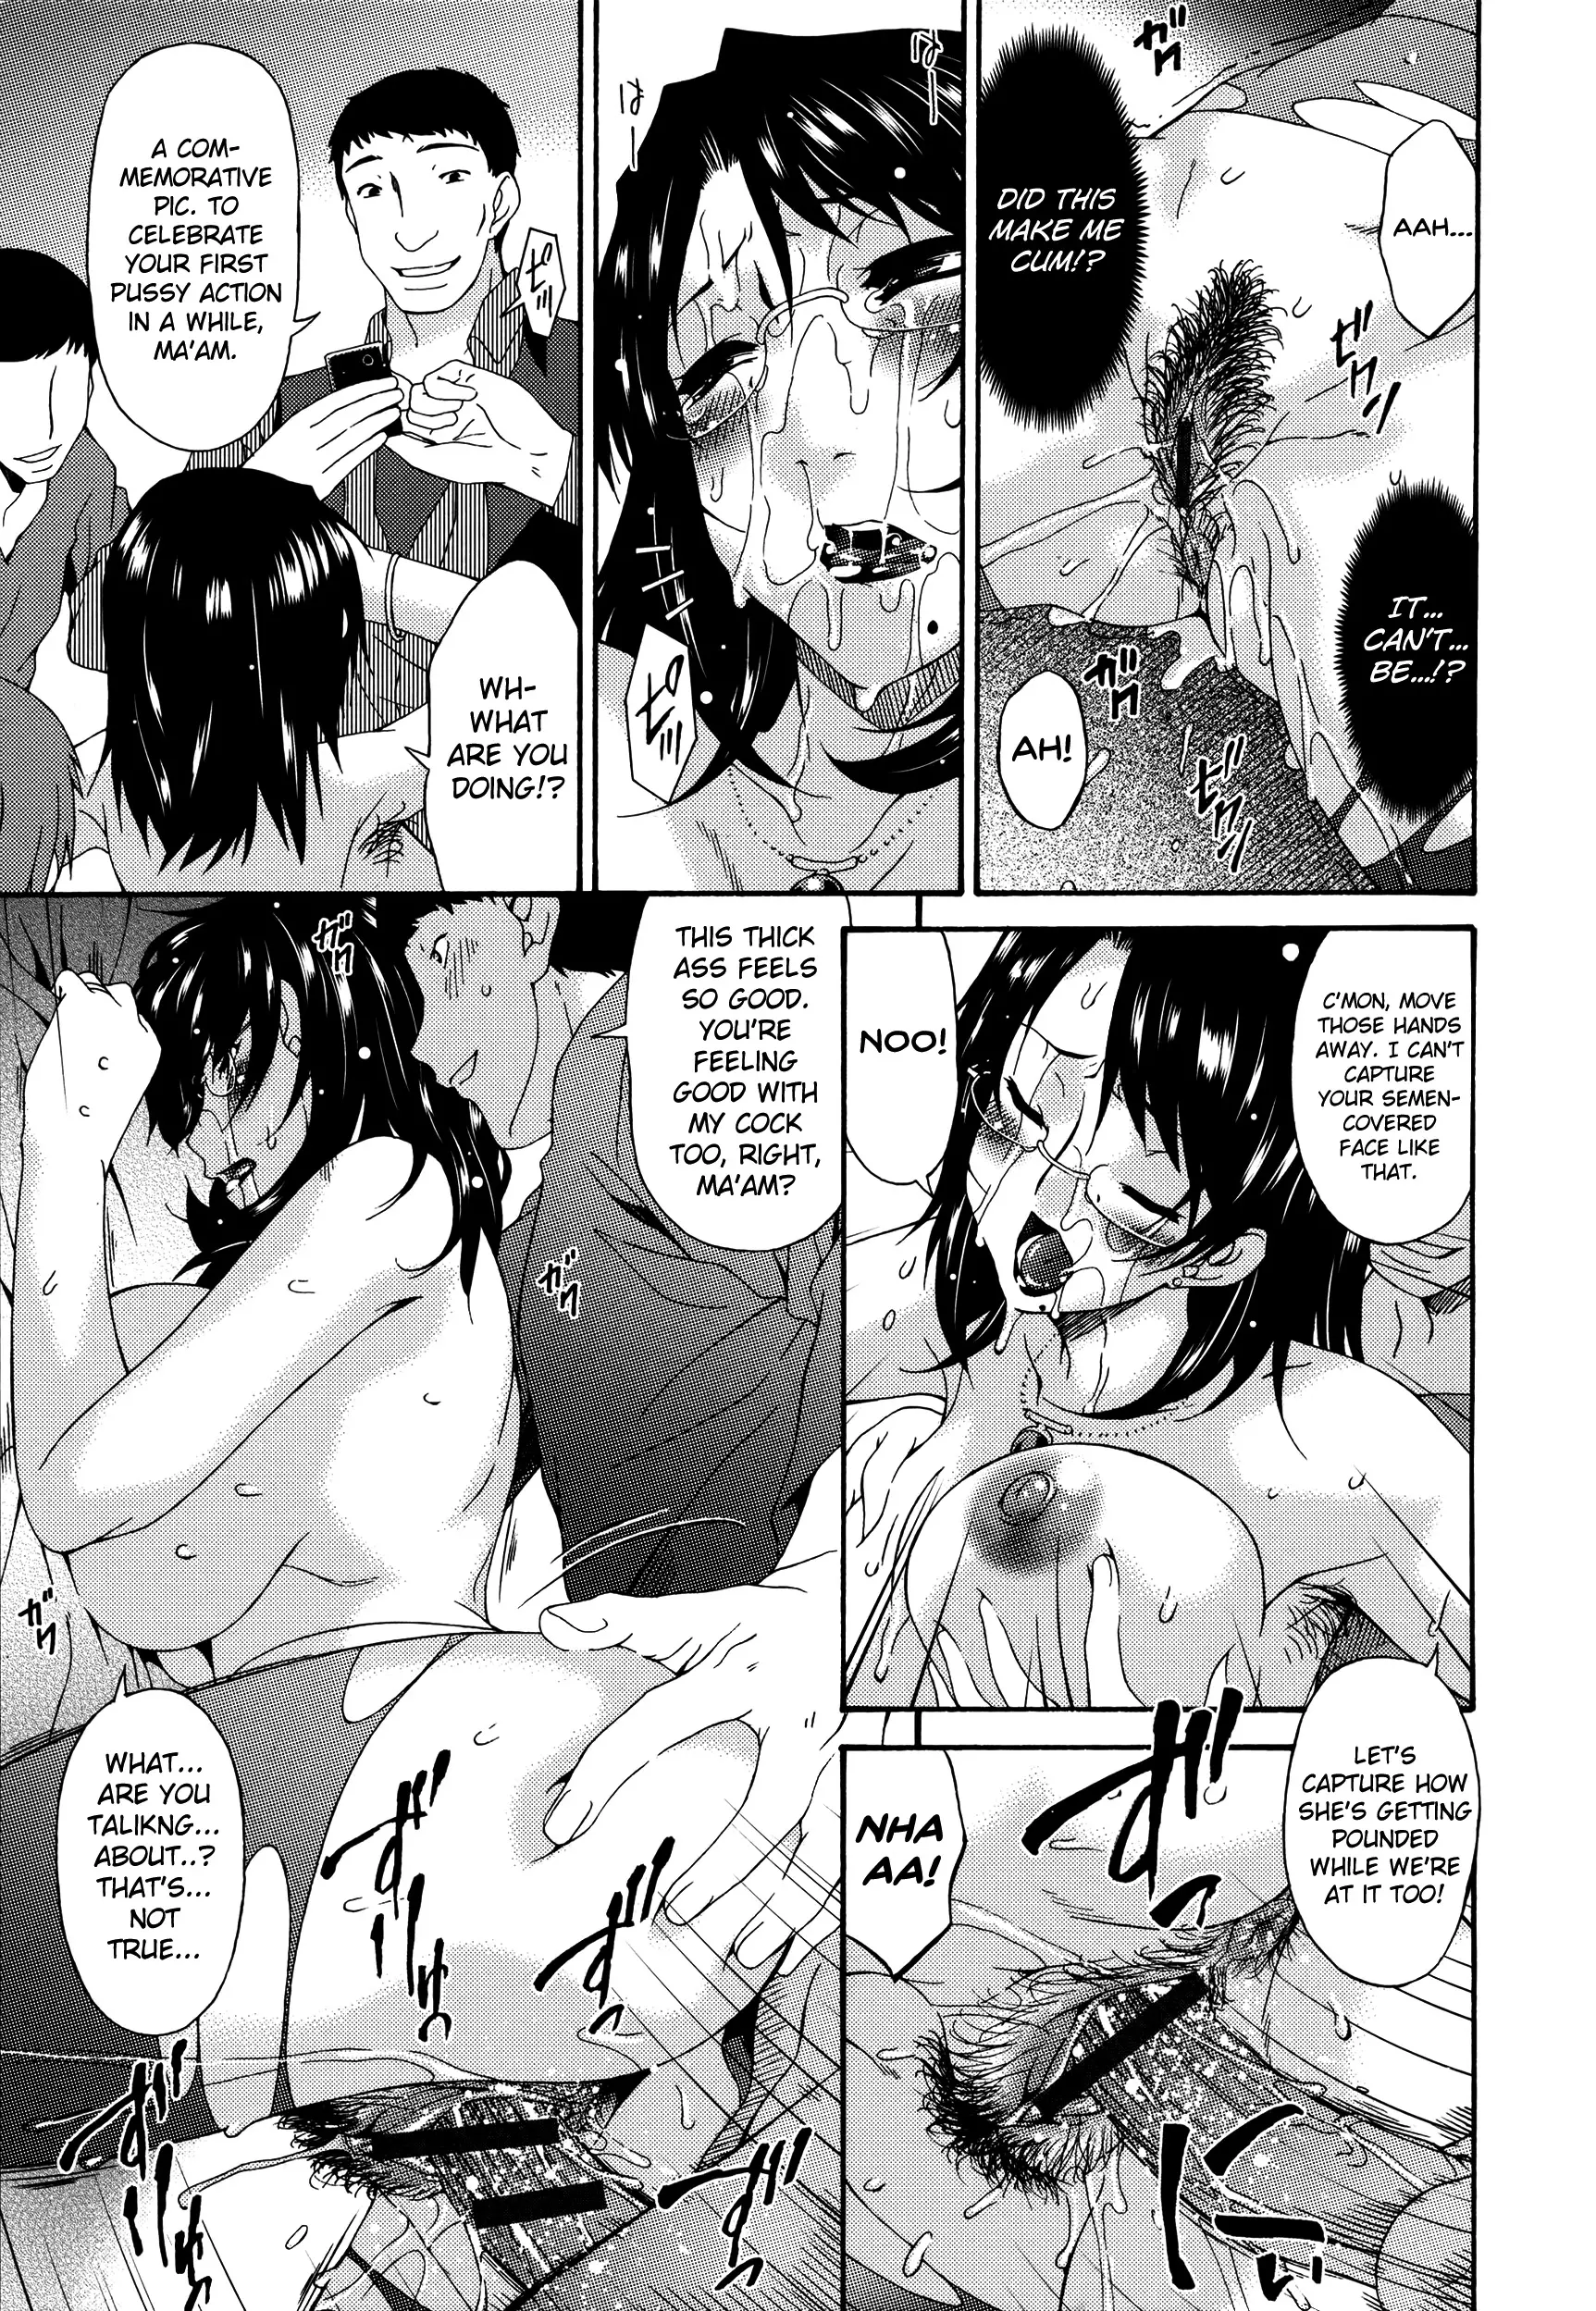 AAH...
DID THIS
MAKE ME
CUM!?
IT...
CAN'T...
BE...!?
AH!
はー
はー
WH-
WHAT
ARE YOU
DOING!?
A COM-
MEMORATIVE
PIC. TO
CELEBRATE
YOUR FIRST
PUSSY ACTION
IN A WHILE,
MA'AM.
C'MON, MOVE
THOSE HANDS
AWAY. I CAN'T
CAPTURE
YOUR SEMEN-
COVERED
FACE LIKE
THAT.
NOO!
LET'S
CAPTURE HOW
SHE'S GETTING
POUNDED
WHILE WE'RE
AT IT TOO!
NHA
AA!
THIS THICK
ASS FEELS
SO GOOD.
YOU'RE
FEELING
GOOD WITH
MY COCK
TOO, RIGHT,
MA'AM?
WHAT...
ARE YOU
TALIKNG...
ABOUT..?
THAT'S...
NOT
TRUE...